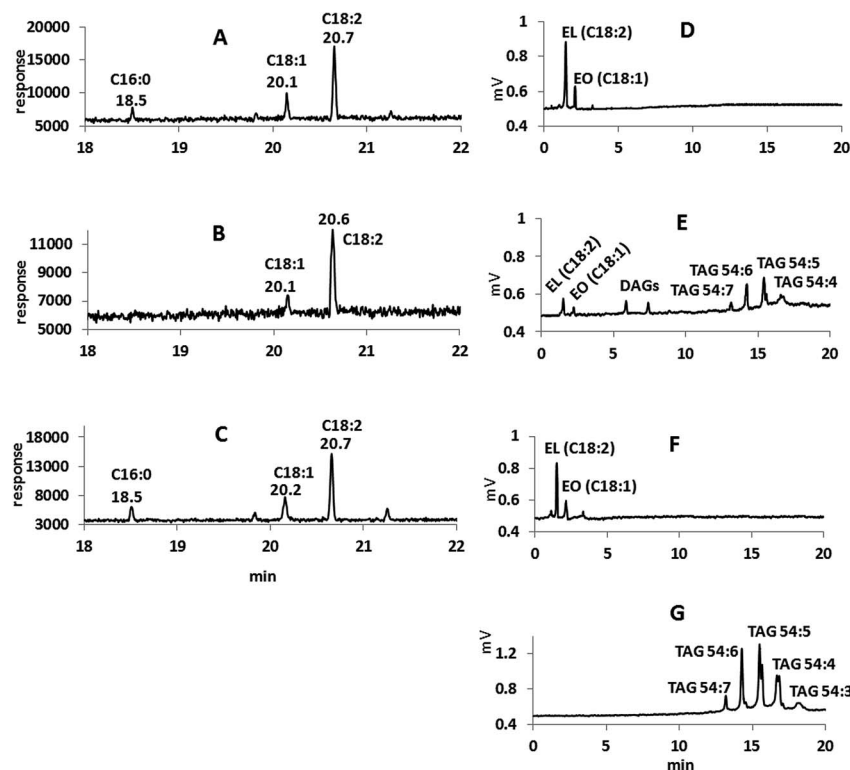 A
response
20000
15000
10000
5000
C16:0
18.5
C18:1
20.1
C18:2
20.7
18 19 20 21 22
D
mV
1
0.8
0.6
0.4
EL (C18:2)
EO (C18:1)
0 5 10 15 20
B
11000
9000
7000
5000
C18:1
20.1
20.6
C18:2
18 19 20 21 22
E
mV
1
0.8
0.6
0.4
EL (C18:2)
EO (C18:1)
DAGs
TAG 54:7
TAG 54:6
TAG 54:5
TAG 54:4
0 5 10 15 20
C
response
18000
13000
8000
3000
C16:0
18.5
C18:1
20.2
C18:2
20.7
18 19 20 21 22
min
F
mV
1
0.8
0.6
0.4
EL (C18:2)
EO (C18:1)
0 5 10 15 20
G
mV
1.2
0.8
0.4
TAG 54:7
TAG 54:6
TAG 54:5
TAG 54:4
TAG 54:3
0 5 10 15 20
min